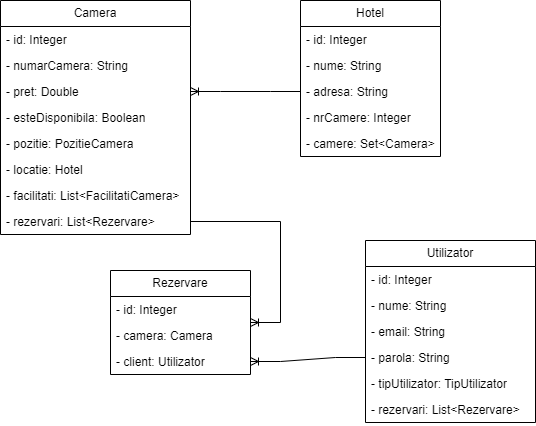 Camera
- id: Integer
- numarCamera: String
- pret: Double
- esteDisponibila: Boolean
- pozitie: PozitieCamera
- locatie: Hotel
- facilitati: List<FacilitatiCamera>
- rezervari: List<Rezervare>
Hotel
- id: Integer
- nume: String
- adresa: String
- nrCamere: Integer
- camere: Set<Camera>
Rezervare
- id: Integer
- camera: Camera
- client: Utilizator
Utilizator
- id: Integer
- nume: String
- email: String
- parola: String
- tipUtilizator: TipUtilizator
- rezervari: List<Rezervare>